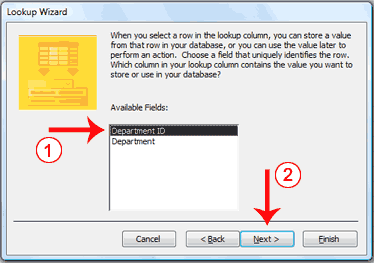 Lookup Wizard
When you select a row in the lookup column, you can store a value
from that row in your database, or you can use the value later to
perform an action. Choose a field that uniquely identifies the row.
Which column in your lookup column contains the value you want to
store or use in your database?
Available Fields:
1
Department ID
Department
2
Cancel < Back Next > Finish